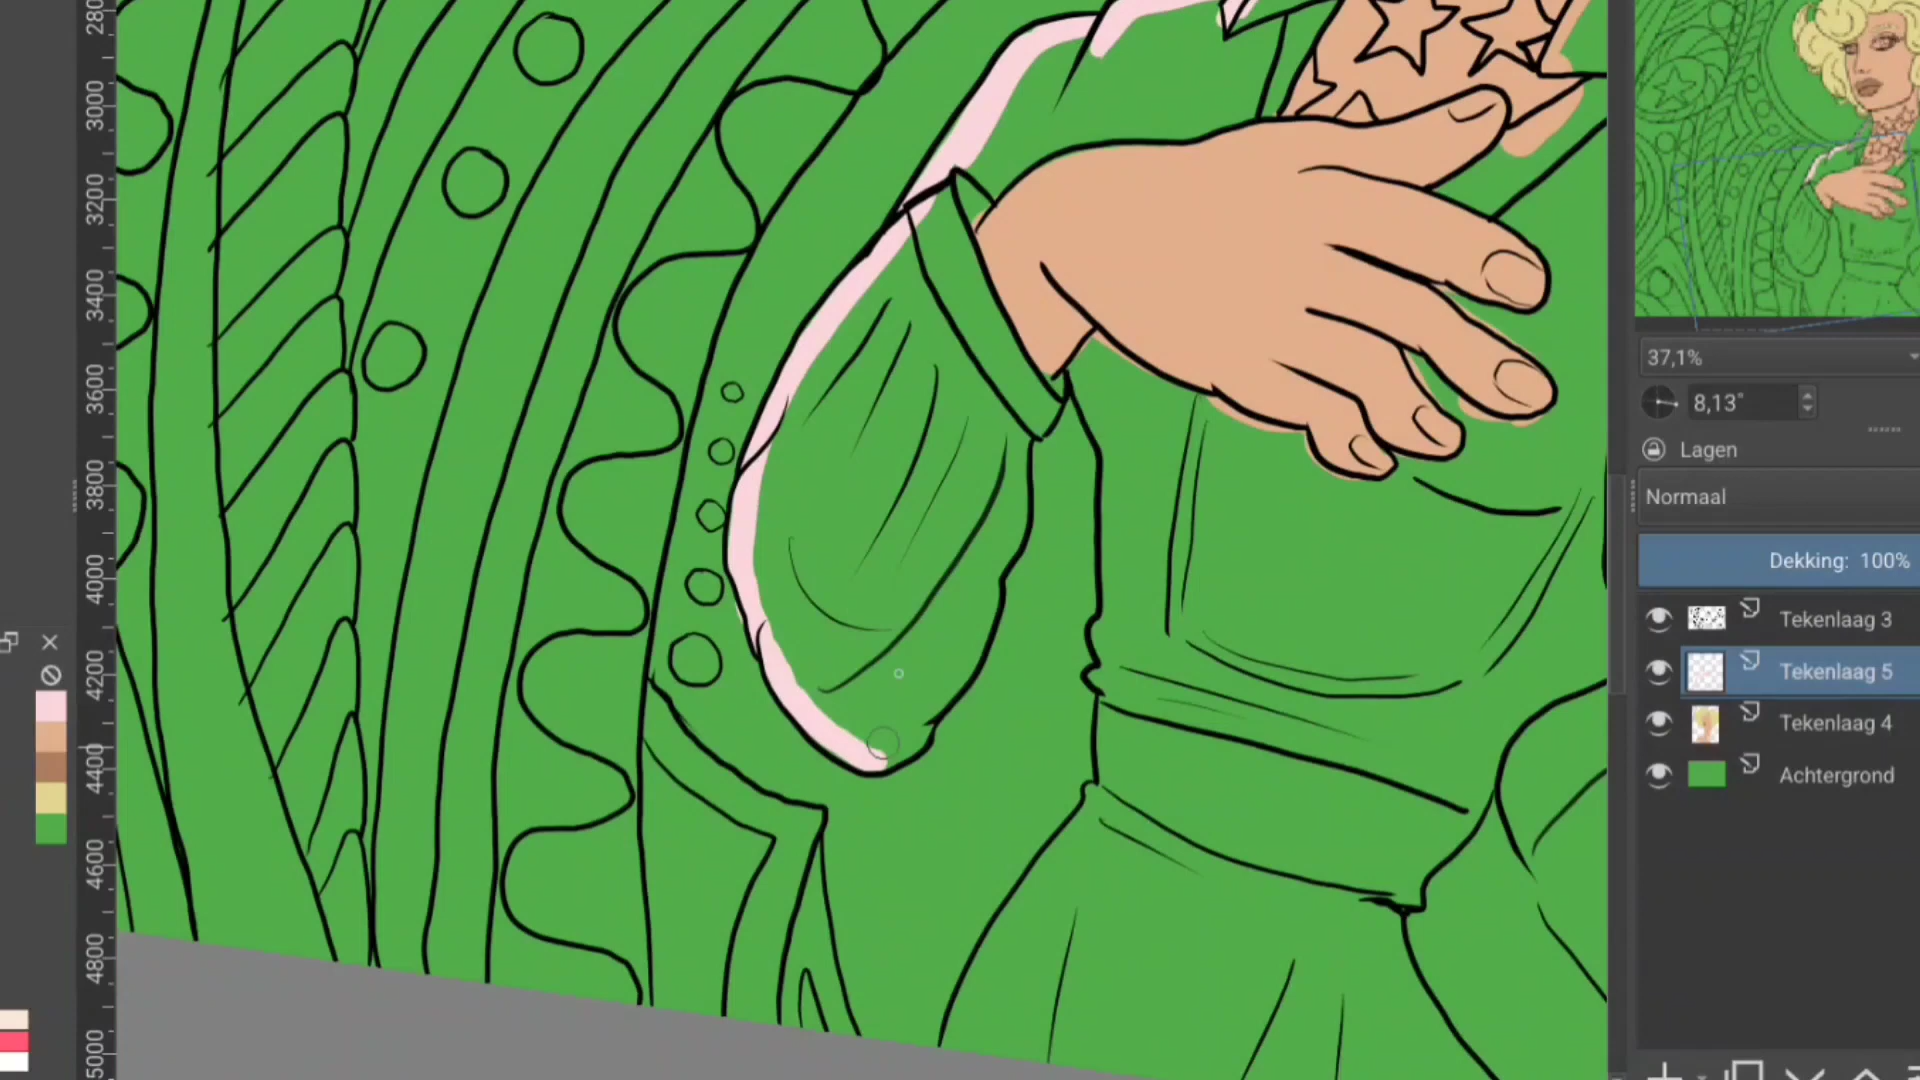 280
3000
3200
3400
3600
3800
4000
4200
4400
4600
4800
5000
37,1%
8,13°
Lagen
Normaal
Dekking: 100%
Tekenlaag 3
Tekenlaag 5
Tekenlaag 4
Achtergrond